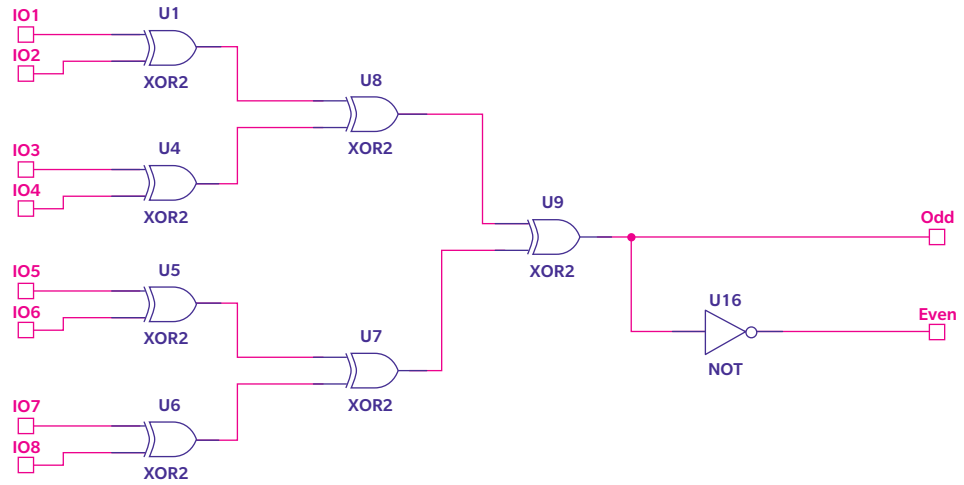 IO1
U1
IO2
XOR2
U8
XOR2
IO3
U4
IO4
XOR2
U9
XOR2
Odd
IO5
U5
IO6
XOR2
U7
XOR2
U16
NOT
Even
IO7
U6
IO8
XOR2